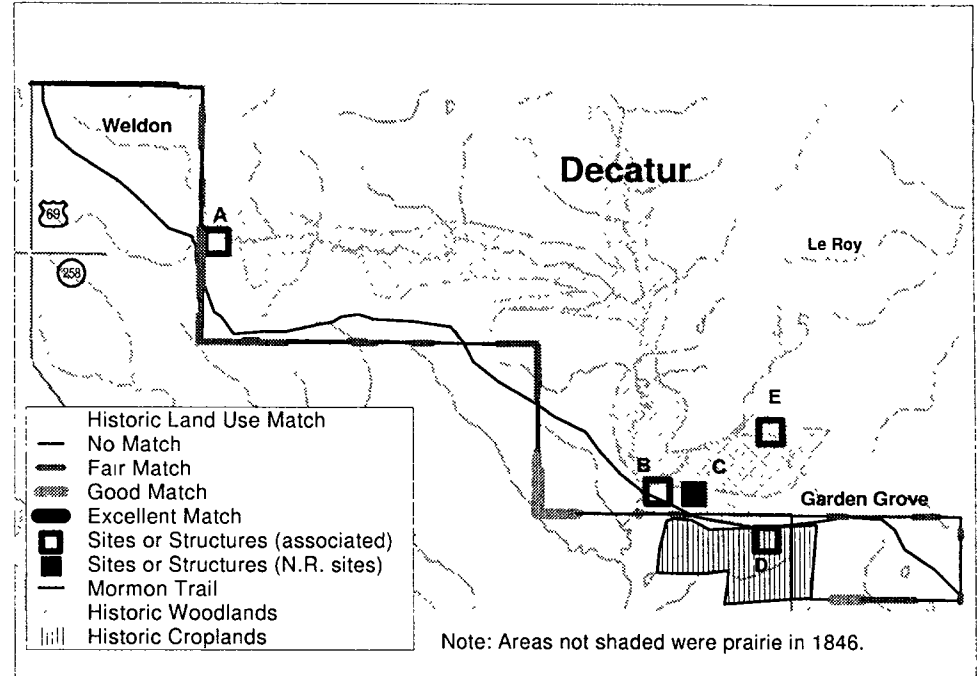 Weldon
Decatur
69
A
Le Roy
258
E
B
C
Garden Grove
D
Historic Land Use Match
No Match
Fair Match
Good Match
Excellent Match
Sites or Structures (associated)
Sites or Structures (N.R. sites)
Mormon Trail
Historic Woodlands
Historic Croplands
Note: Areas not shaded were prairie in 1846.